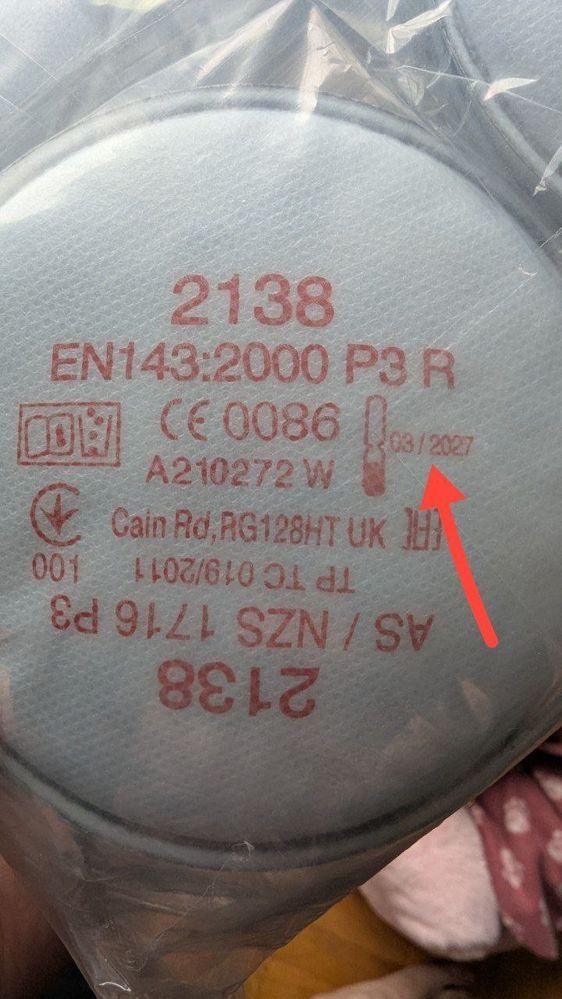 2138
EN143:2000 P3 R
CE 0086
03/2027
A210272 W
Cain Rd,RG128HT UK
EAC
001
TP TC 019/2011
AS / NZS 1716 P3
2138